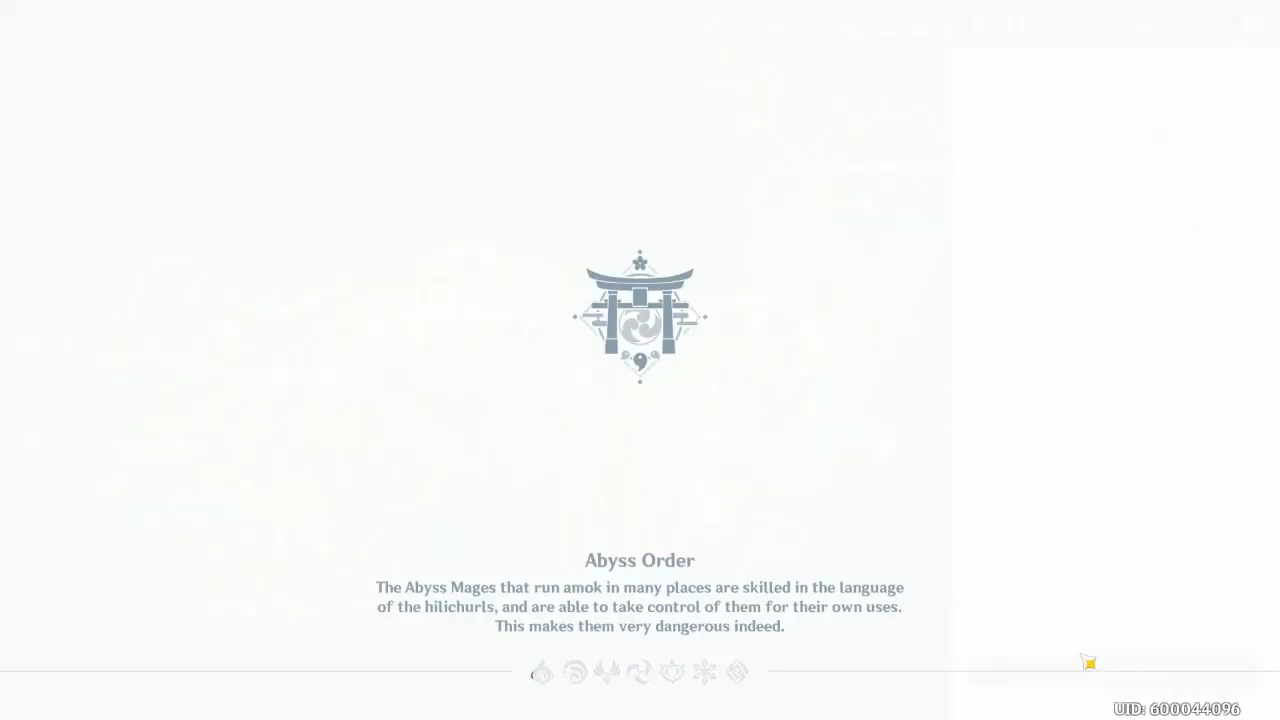 Abyss Order
The Abyss Mages that run amok in many places are skilled in the language
of the hilichurls, and are able to take control of them for their own uses.
This makes them very dangerous indeed.
UID: 600044096